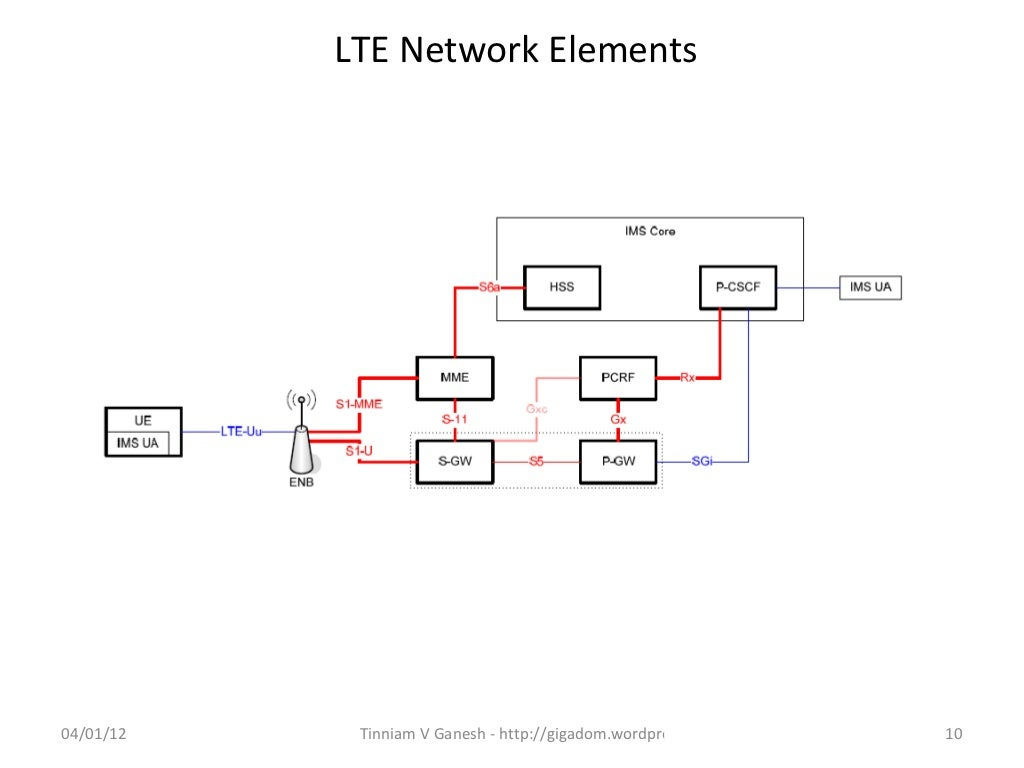 LTE Network Elements
IMS Core
S6a
HSS
P-CSCF
IMS UA
MME
PCRF
Rx
S1-MME
Gxc
UE
S-11
Gx
LTE-Uu
IMS UA
S1-U
S-GW
S5
P-GW
SGi
ENB
04/01/12
Tinniam V Ganesh - http://gigadom.wordpr
10